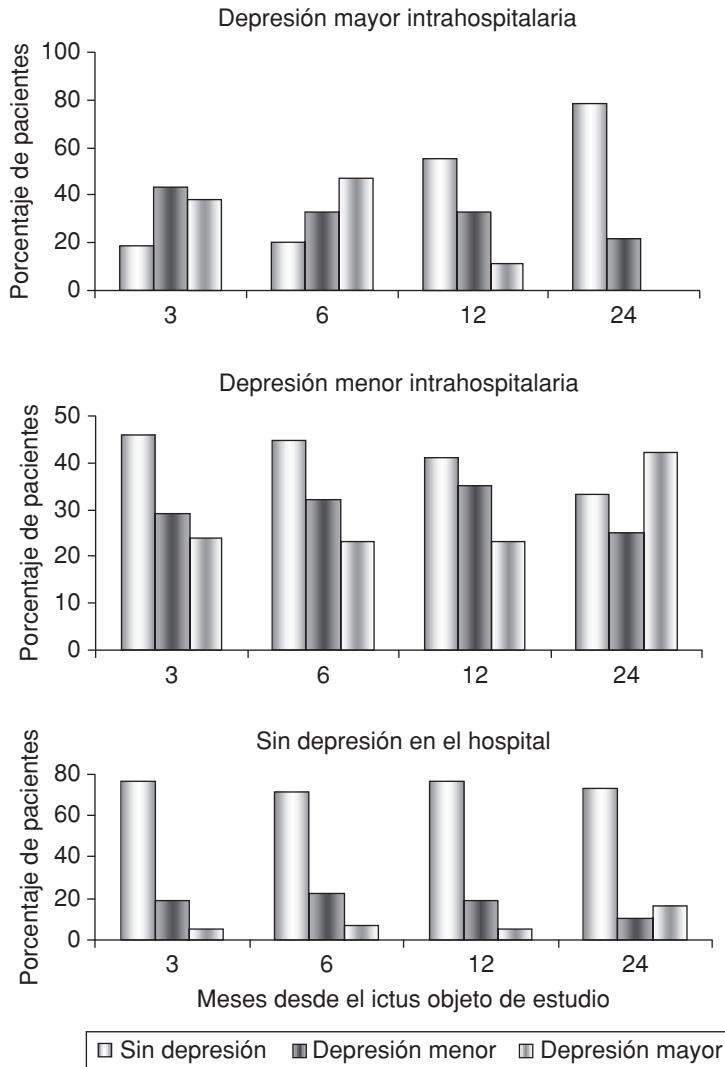 Depresión mayor intrahospitalaria
Porcentaje de pacientes
100
80
60
40
20
0
3 6 12 24
Depresión menor intrahospitalaria
Porcentaje de pacientes
50
40
30
20
10
0
3 6 12 24
Sin depresión en el hospital
Porcentaje de pacientes
80
60
40
20
0
3 6 12 24
Meses desde el ictus objeto de estudio
Sin depresión Depresión menor Depresión mayor